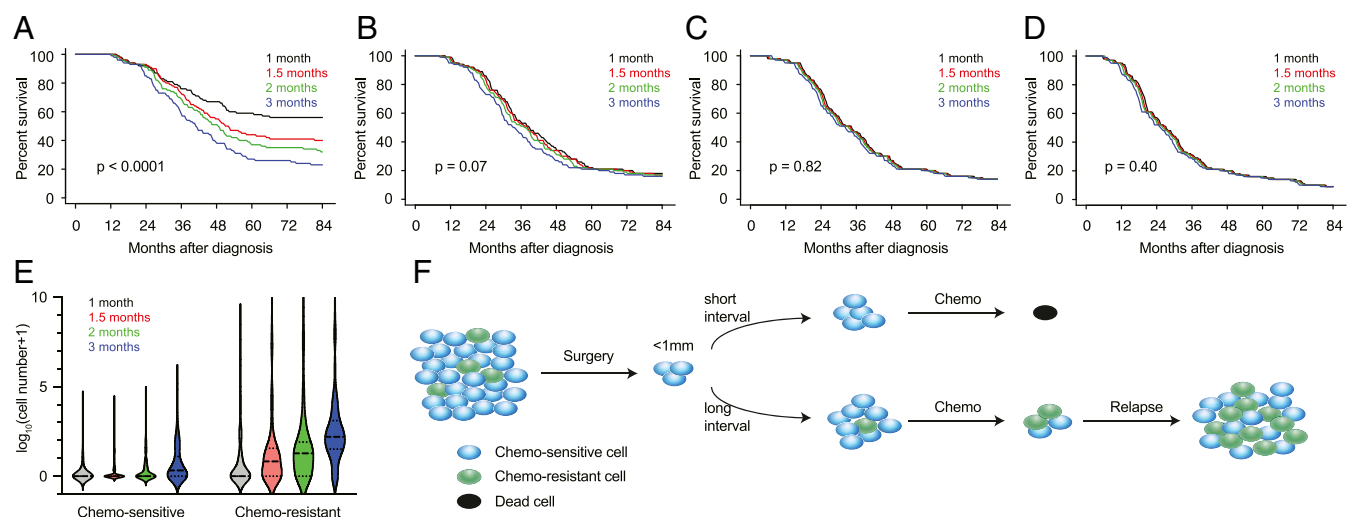 A
Percent survival
100
80
60
40
20
0
1 month
1.5 months
2 months
3 months
p < 0.0001
0 12 24 36 48 60 72 84
Months after diagnosis
B
Percent survival
100
80
60
40
20
0
1 month
1.5 months
2 months
3 months
p = 0.07
0 12 24 36 48 60 72 84
Months after diagnosis
C
Percent survival
100
80
60
40
20
0
1 month
1.5 months
2 months
3 months
p = 0.82
0 12 24 36 48 60 72 84
Months after diagnosis
D
Percent survival
100
80
60
40
20
0
1 month
1.5 months
2 months
3 months
p = 0.40
0 12 24 36 48 60 72 84
Months after diagnosis
E
log10(cell number+1)
10
5
0
1 month
1.5 months
2 months
3 months
Chemo-sensitive
Chemo-resistant
F
Surgery
<1mm
short
interval
Chemo
long
interval
Chemo
Relapse
Chemo-sensitive cell
Chemo-resistant cell
Dead cell